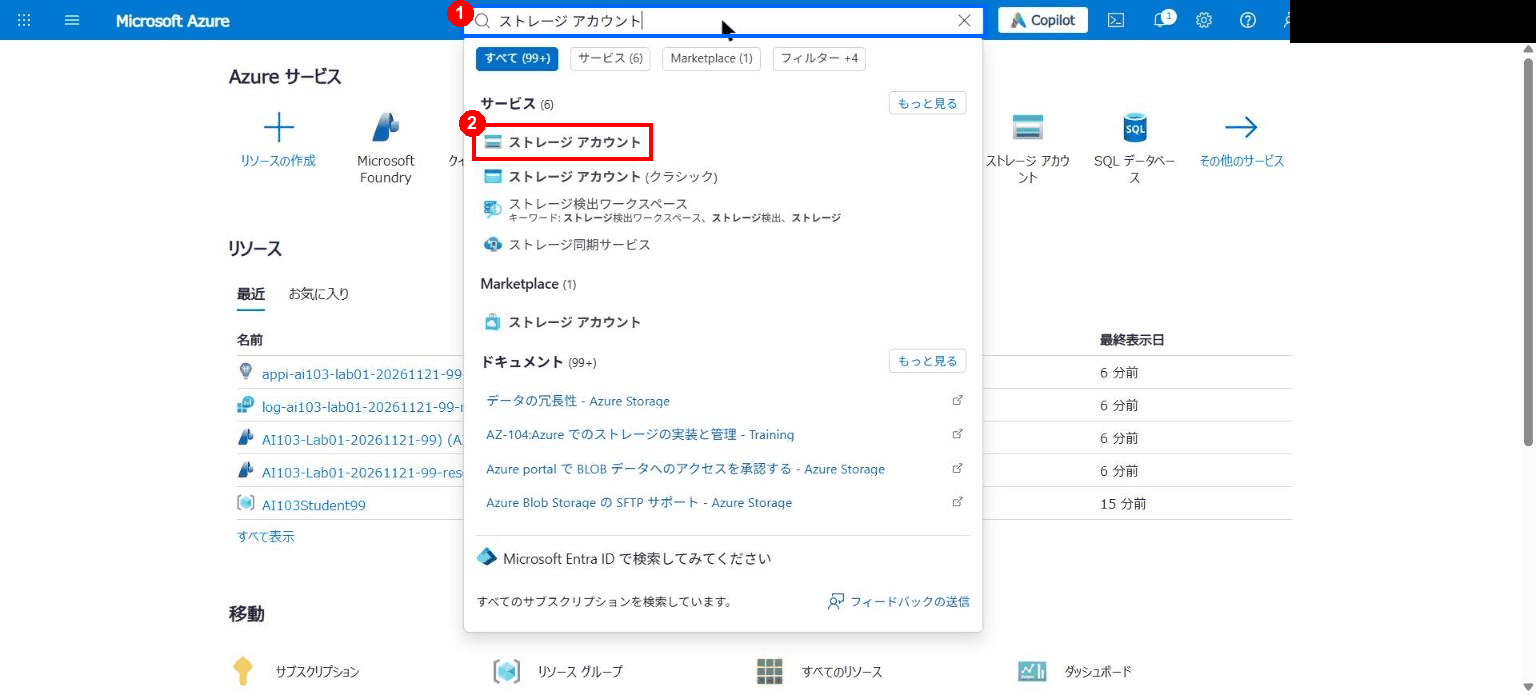 Microsoft Azure
1
ストレージ アカウント
Copilot
1
すべて (99+)
サービス (6)
Marketplace (1)
フィルター +4
Azure サービス
サービス (6)
もっと見る
2
ストレージ アカウント
リソースの作成
Microsoft Foundry
ストレージ アカウント
SQL
SQL データベース
その他のサービス
ストレージ アカウント (クラシック)
ストレージ検出ワークスペース
キーワード: ストレージ検出ワークスペース、ストレージ検出、ストレージ
ストレージ同期サービス
リソース
Marketplace (1)
最近
お気に入り
ストレージ アカウント
名前
最終表示日
ドキュメント (99+)
もっと見る
appi-ai103-lab01-20261121-99
6 分前
データの冗長性 - Azure Storage
log-ai103-lab01-20261121-99-
6 分前
AZ-104:Azure でのストレージの実装と管理 - Training
AI103-Lab01-20261121-99) (A
6 分前
Azure portal で BLOB データへのアクセスを承認する - Azure Storage
AI103-Lab01-20261121-99-res
6 分前
Azure Blob Storage の SFTP サポート - Azure Storage
AI103Student99
15 分前
すべて表示
Microsoft Entra ID で検索してみてください
すべてのサブスクリプションを検索しています。
フィードバックの送信
移動
サブスクリプション
リソース グループ
すべてのリソース
ダッシュボード